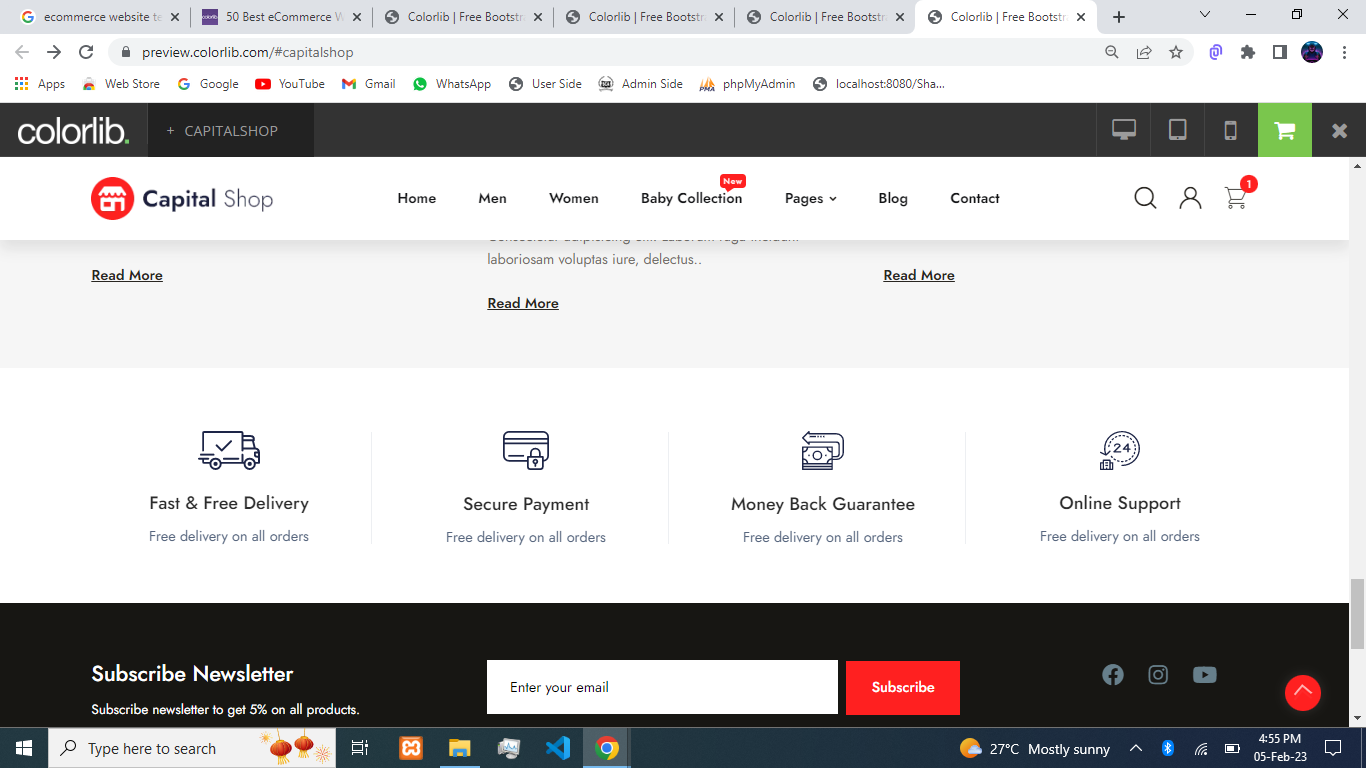 ecommerce website te
50 Best eCommerce W
Colorlib | Free Bootstra
Colorlib | Free Bootstra
Colorlib | Free Bootstra
Colorlib | Free Bootstra
preview.colorlib.com/#capitalshop
Apps
Web Store
Google
YouTube
Gmail
WhatsApp
User Side
Admin Side
phpMyAdmin
localhost:8080/Sha...
colorlib.
+ CAPITALSHOP
Capital Shop
Home
Men
Women
Baby Collection
New
Pages
Blog
Contact
1
laboriosam voluptas iure, delectus..
Read More
Read More
Read More
24
Fast & Free Delivery
Secure Payment
Money Back Guarantee
Online Support
Free delivery on all orders
Free delivery on all orders
Free delivery on all orders
Free delivery on all orders
Subscribe Newsletter
Subscribe newsletter to get 5% on all products.
Enter your email
Subscribe
Type here to search
27°C Mostly sunny
4:55 PM
05-Feb-23